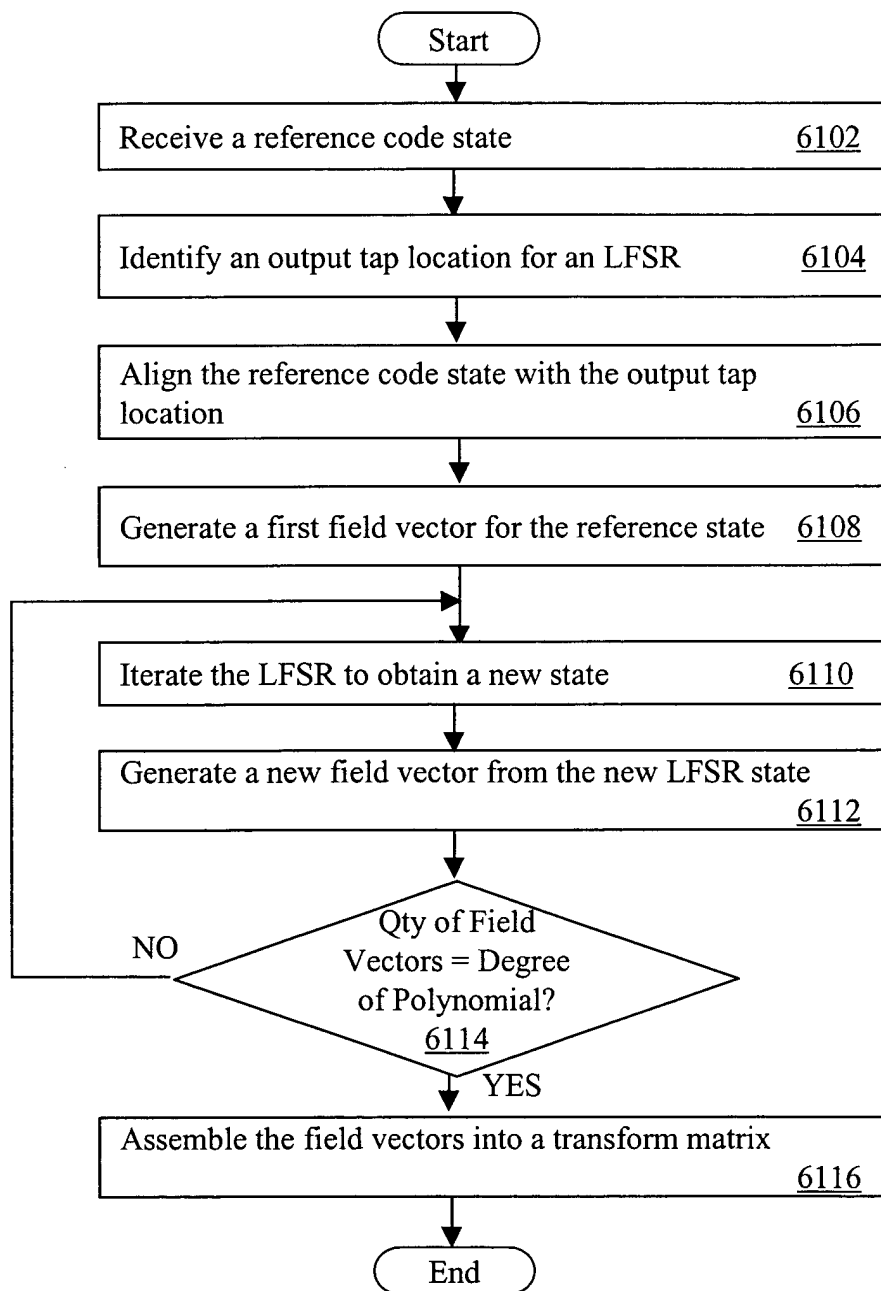 Start
Receive a reference code state 6102
Identify an output tap location for an LFSR 6104
Align the reference code state with the output tap
location 6106
Generate a first field vector for the reference state 6108
Iterate the LFSR to obtain a new state 6110
Generate a new field vector from the new LFSR state
6112
Qty of Field
NO
Vectors = Degree
of Polynomial?
6114
YES
Assemble the field vectors into a transform matrix
6116
End